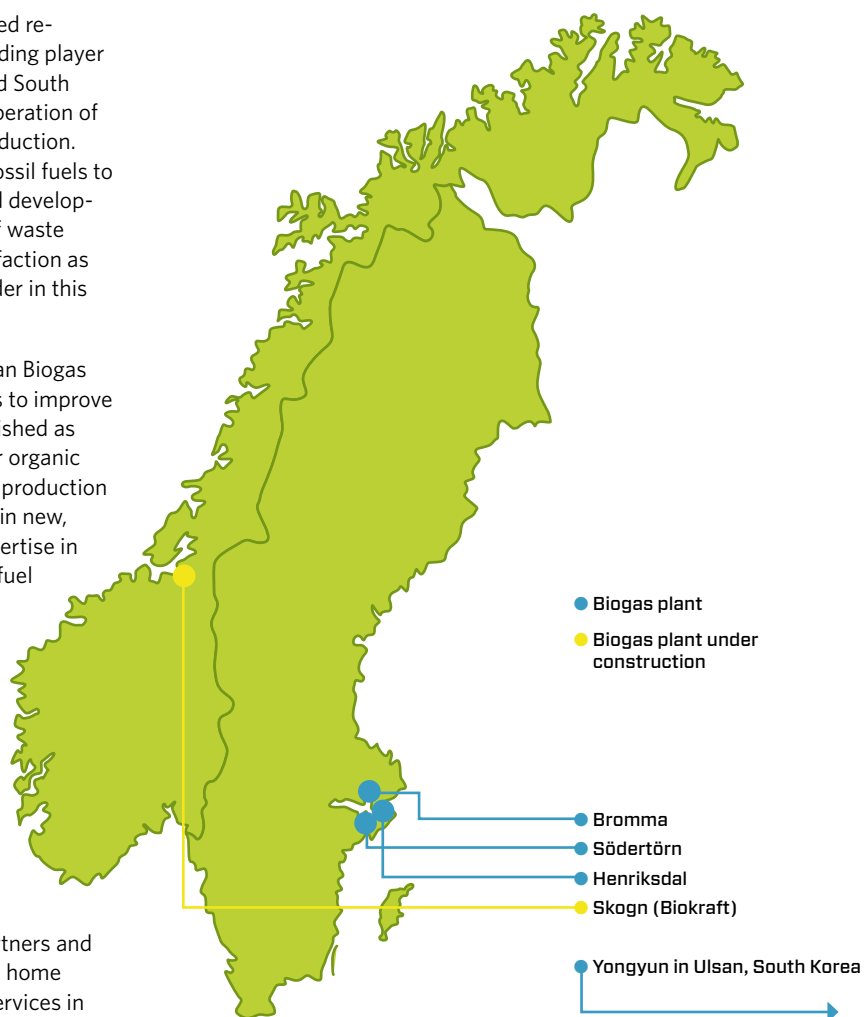 ed re-
ding player
d South
peration of
duction.
ossil fuels to
l develop-
f waste
faction as
der in this
an Biogas
s to improve
ished as
r organic
production
in new,
ertise in
fuel
Biogas plant
Biogas plant under
construction
Bromma
Södertörn
Henriksdal
Skogn (Biokraft)
Yongyun in Ulsan, South Korea
tners and
home
ervices in